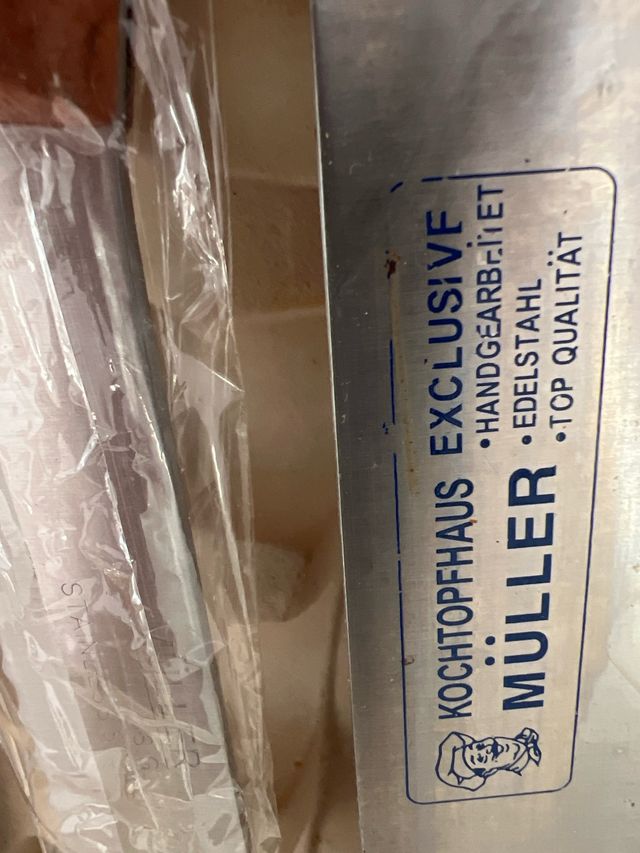 KOCHTOPFHAUS EXCLUSIVE
MÜLLER
•HANDGEARBEITET
•EDELSTAHL
•TOP QUALITÄT